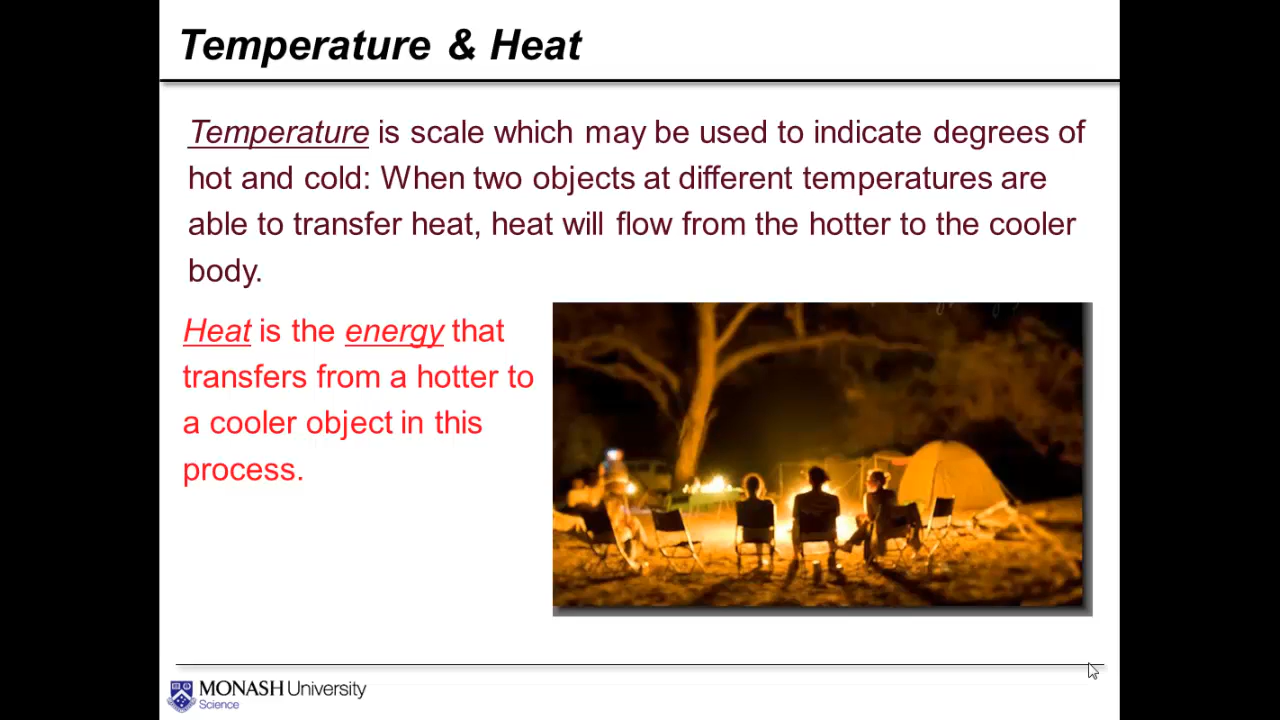 Temperature & Heat
Temperature is scale which may be used to indicate degrees of
hot and cold: When two objects at different temperatures are
able to transfer heat, heat will flow from the hotter to the cooler
body.
Heat is the energy that
transfers from a hotter to
a cooler object in this
process.
MONASH University
Science